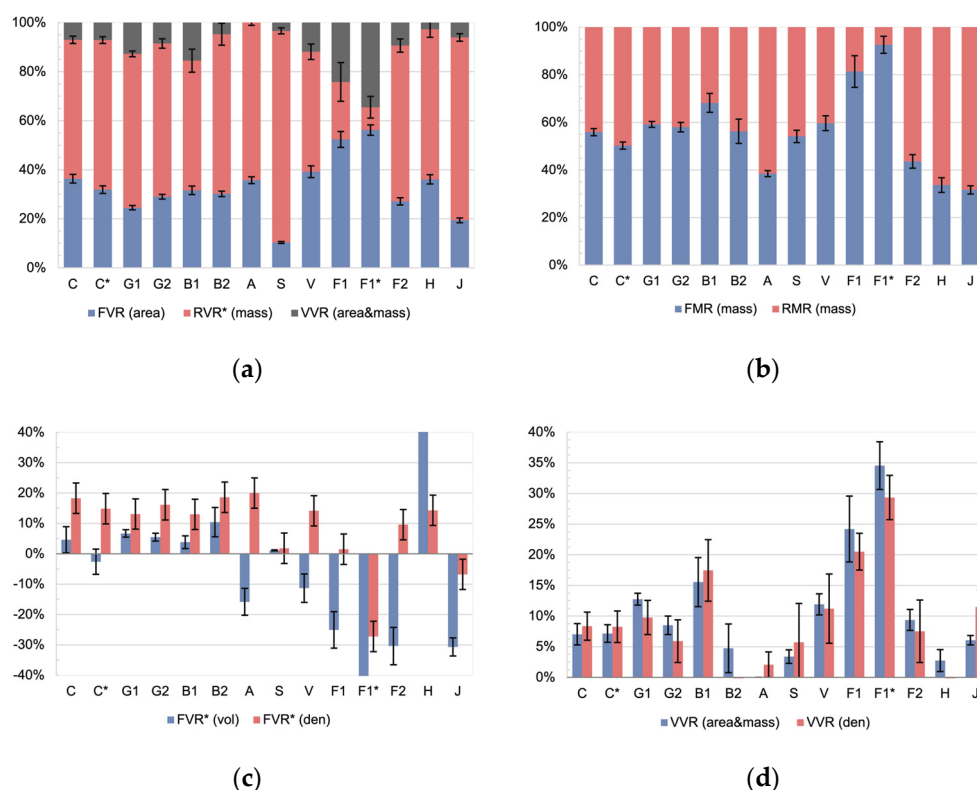 100%
80%
60%
40%
20%
0%
C C* G1 G2 B1 B2 A S V F1 F1* F2 H J
FVR (area) RVR* (mass) VVR (area&mass)
(a)
100%
80%
60%
40%
20%
0%
C C* G1 G2 B1 B2 A S V F1 F1* F2 H J
FMR (mass) RMR (mass)
(b)
40%
30%
20%
10%
0%
-10%
-20%
-30%
-40%
C C* G1 G2 B1 B2 A S V F1 F1* F2 H J
FVR* (vol) FVR* (den)
(c)
40%
35%
30%
25%
20%
15%
10%
5%
0%
C C* G1 G2 B1 B2 A S V F1 F1* F2 H J
VVR (area&mass) VVR (den)
(d)